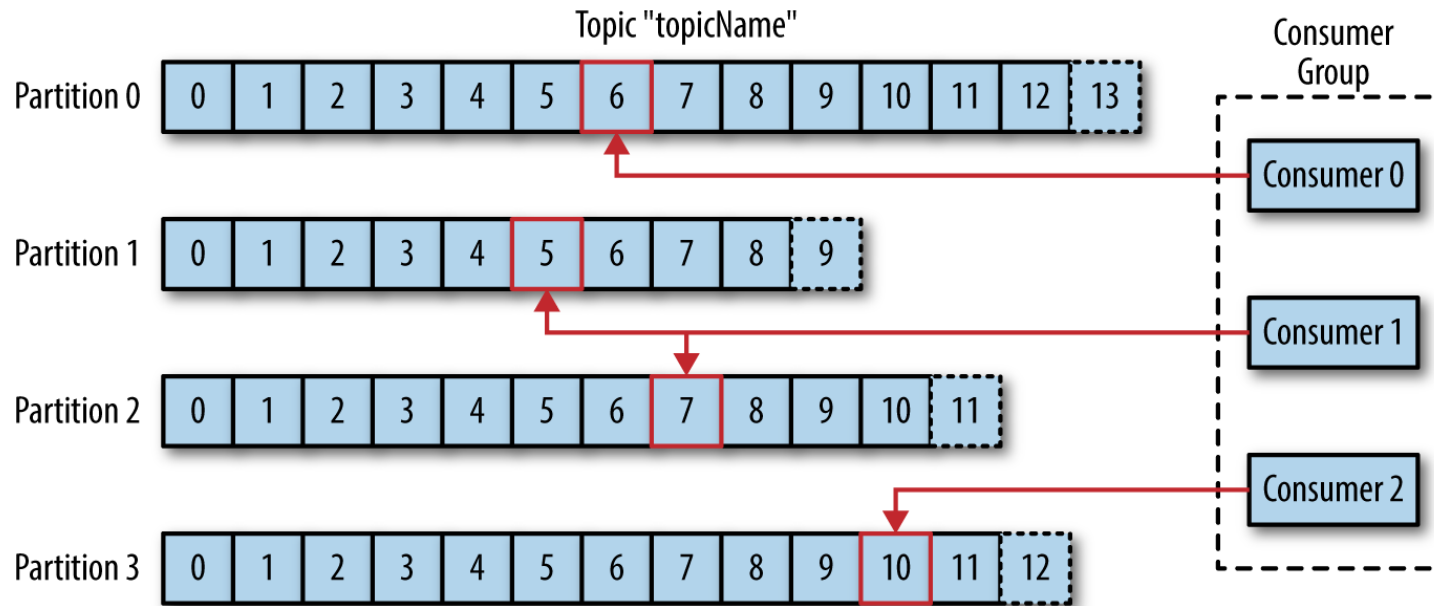 Topic "topicName"
Consumer
Group
Partition 0 0 1 2 3 4 5 6 7 8 9 10 11 12 13
Consumer 0
Partition 1 0 1 2 3 4 5 6 7 8 9
Consumer 1
Partition 2 0 1 2 3 4 5 6 7 8 9 10 11
Consumer 2
Partition 3 0 1 2 3 4 5 6 7 8 9 10 11 12